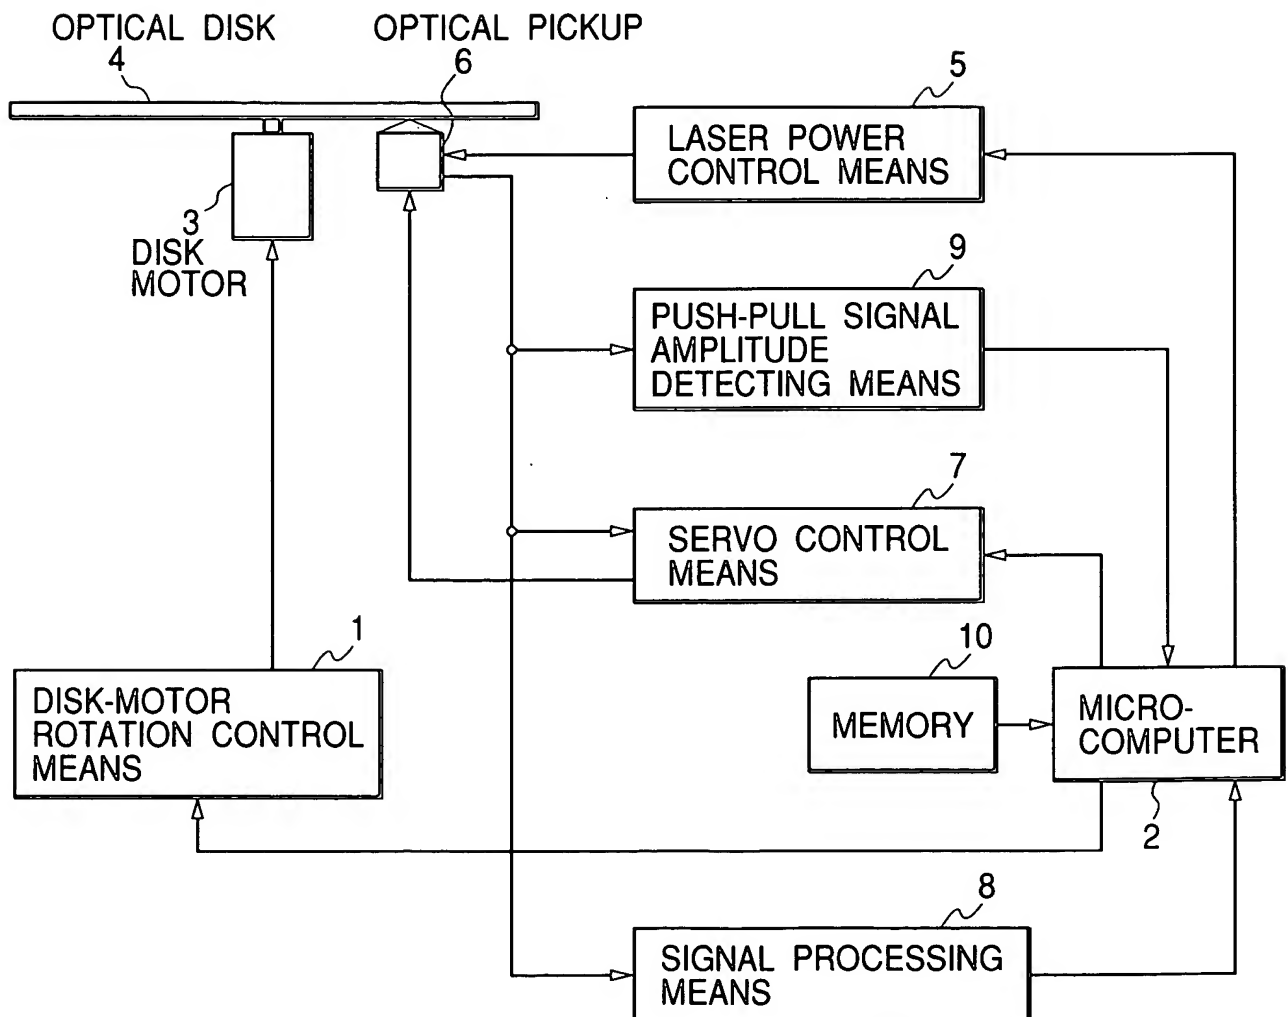 OPTICAL DISK
4
OPTICAL PICKUP
6
5
LASER POWER
CONTROL MEANS
3
DISK
MOTOR
9
PUSH-PULL SIGNAL
AMPLITUDE
DETECTING MEANS
7
SERVO CONTROL
MEANS
1
DISK-MOTOR
ROTATION CONTROL
MEANS
10
MEMORY
MICRO-
COMPUTER
2
8
SIGNAL PROCESSING
MEANS